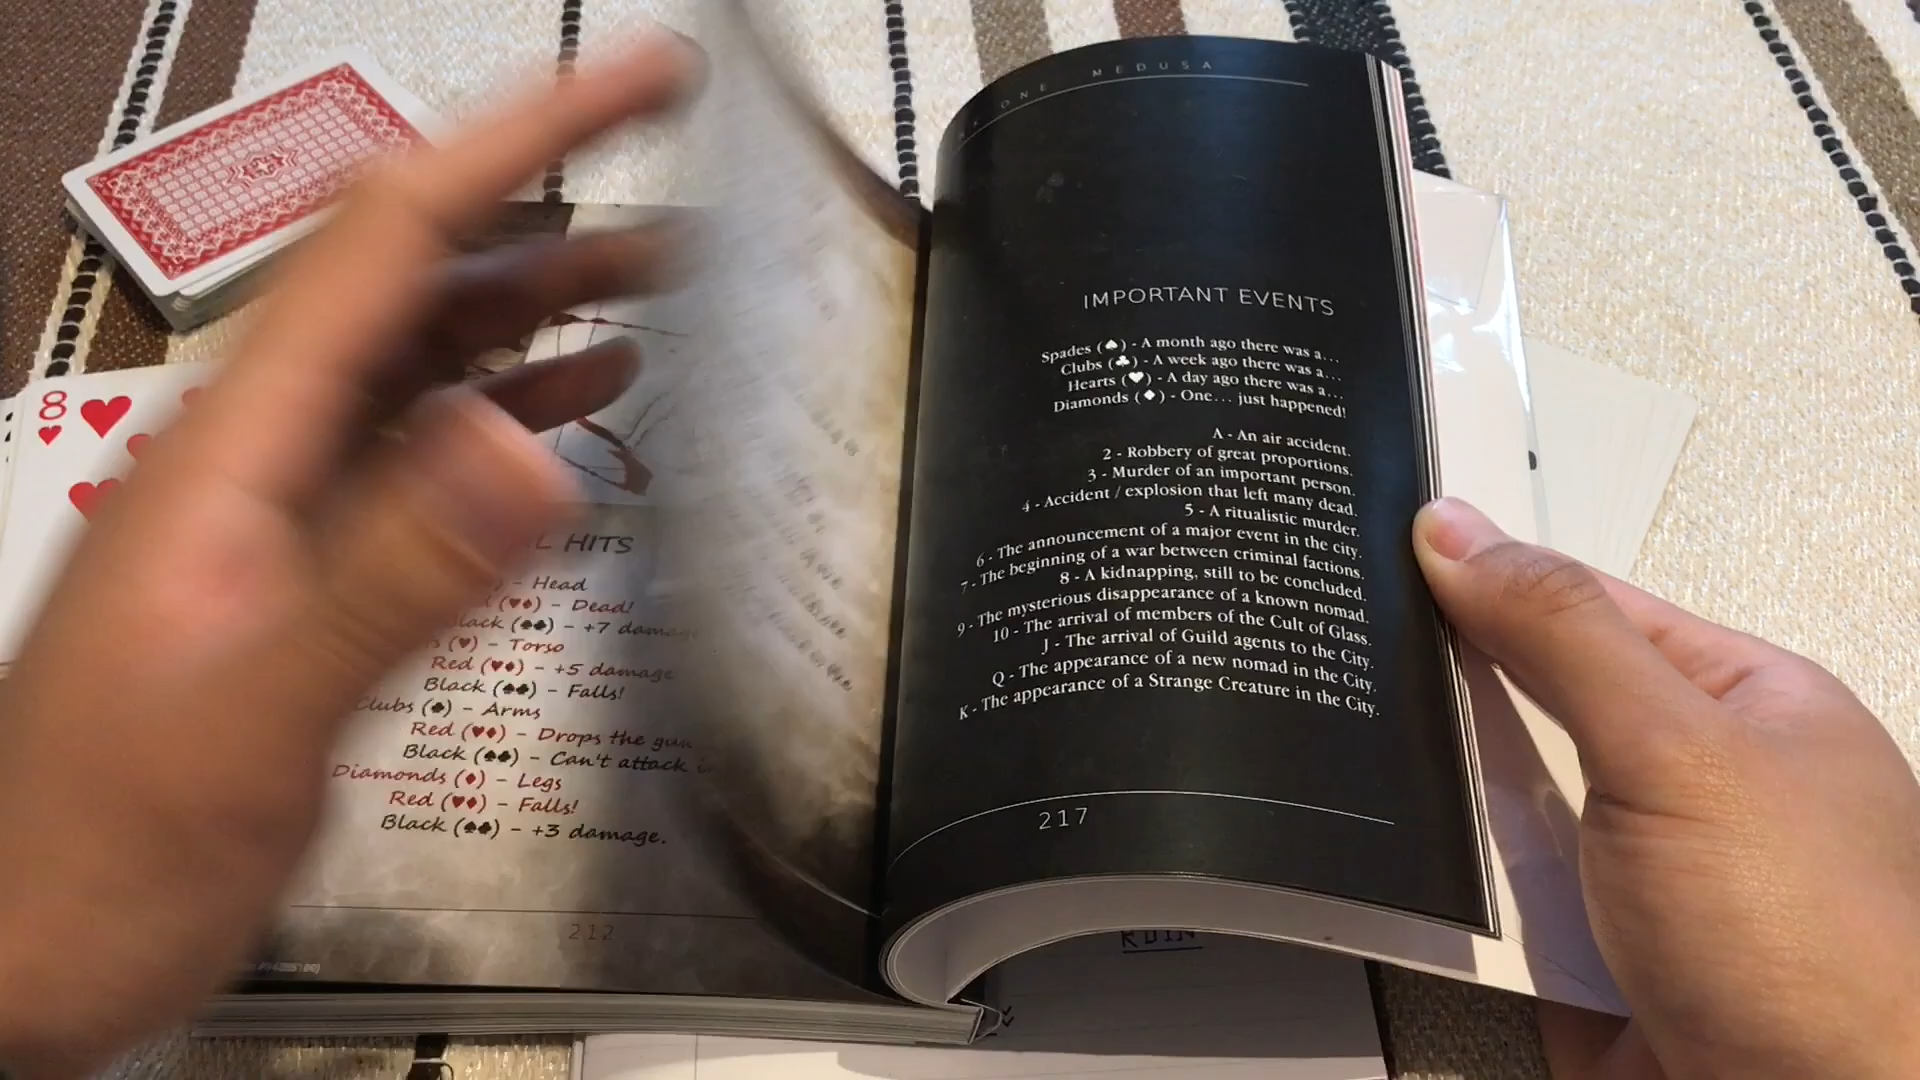 8
HITS
– Head
(♥♦) – Dead!
Black (♠♣) – +7 damage
(♥) – Torso
Red (♥♦) – +5 damage
Black (♠♣) – Falls!
Clubs (♣) – Arms
Red (♥♦) – Drops the gun
Black (♠♣) – Can't attack
Diamonds (♦) – Legs
Red (♥♦) – Falls!
Black (♠♣) – +3 damage.
212
ONE MEDUSA
IMPORTANT EVENTS
Spades (♠) - A month ago there was a...
Clubs (♣) - A week ago there was a...
Hearts (♥) - A day ago there was a...
Diamonds (♦) - One... just happened!
A - An air accident.
2 - Robbery of great proportions.
3 - Murder of an important person.
4 - Accident / explosion that left many dead.
5 - A ritualistic murder.
6 - The announcement of a major event in the city.
7 - The beginning of a war between criminal factions.
8 - A kidnapping, still to be concluded.
9 - The mysterious disappearance of a known nomad.
10 - The arrival of members of the Cult of Glass.
J - The arrival of Guild agents to the City.
Q - The appearance of a new nomad in the City.
K - The appearance of a Strange Creature in the City.
217